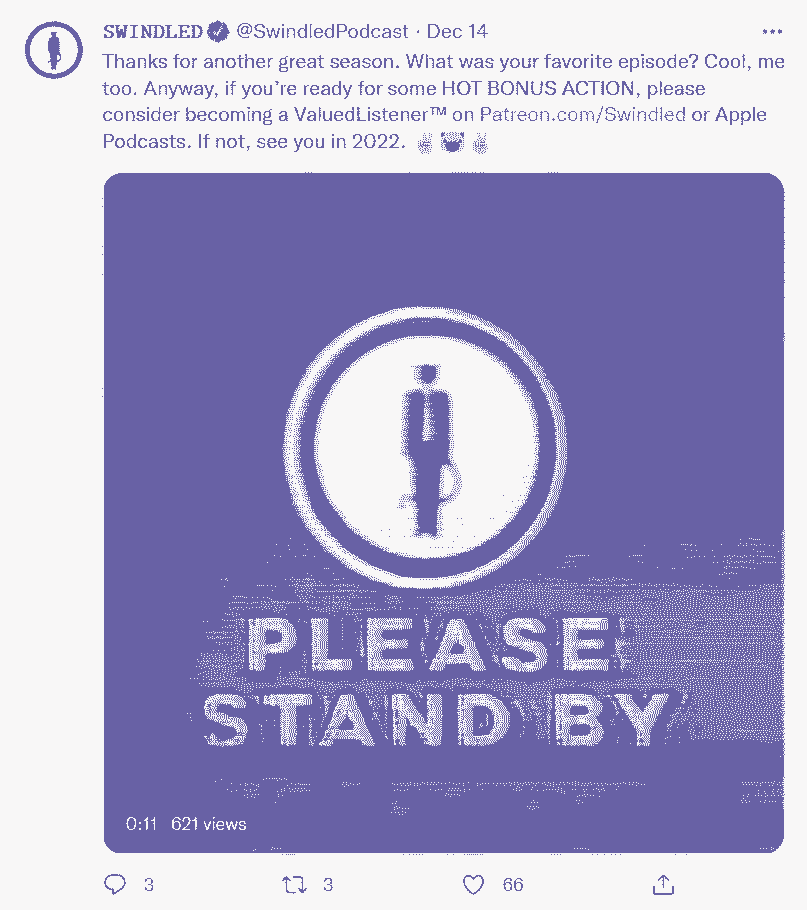 SWINDLED @SwindledPodcast · Dec 14
Thanks for another great season. What was your favorite episode? Cool, me
too. Anyway, if you're ready for some HOT BONUS ACTION, please
consider becoming a ValuedListener™ on Patreon.com/Swindled or Apple
Podcasts. If not, see you in 2022.
PLEASE
STAND BY
0:11 621 views
3 3 66